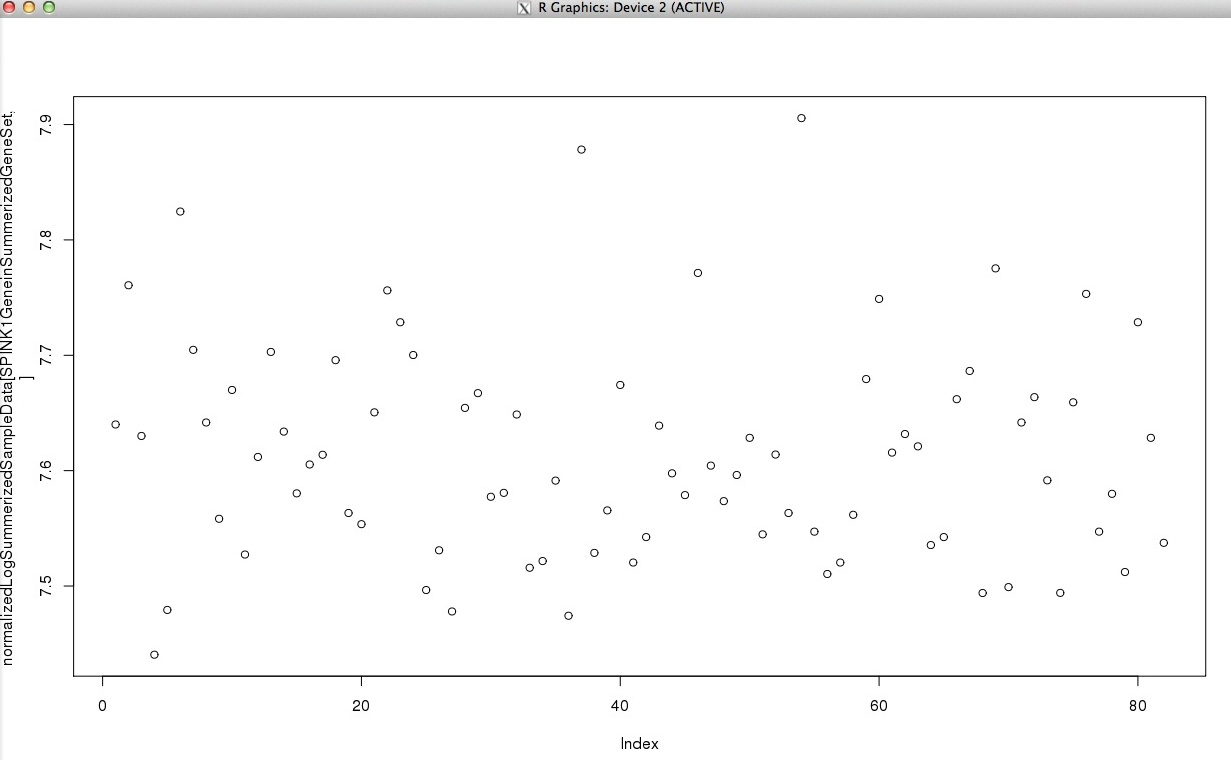 R Graphics: Device 2 (ACTIVE)
normalizedLogSummerizedSampleData[SPINK1GeneinSummerizedGeneSet,
]
7.9
7.8
7.7
7.6
7.5
0 20 40 60 80
Index